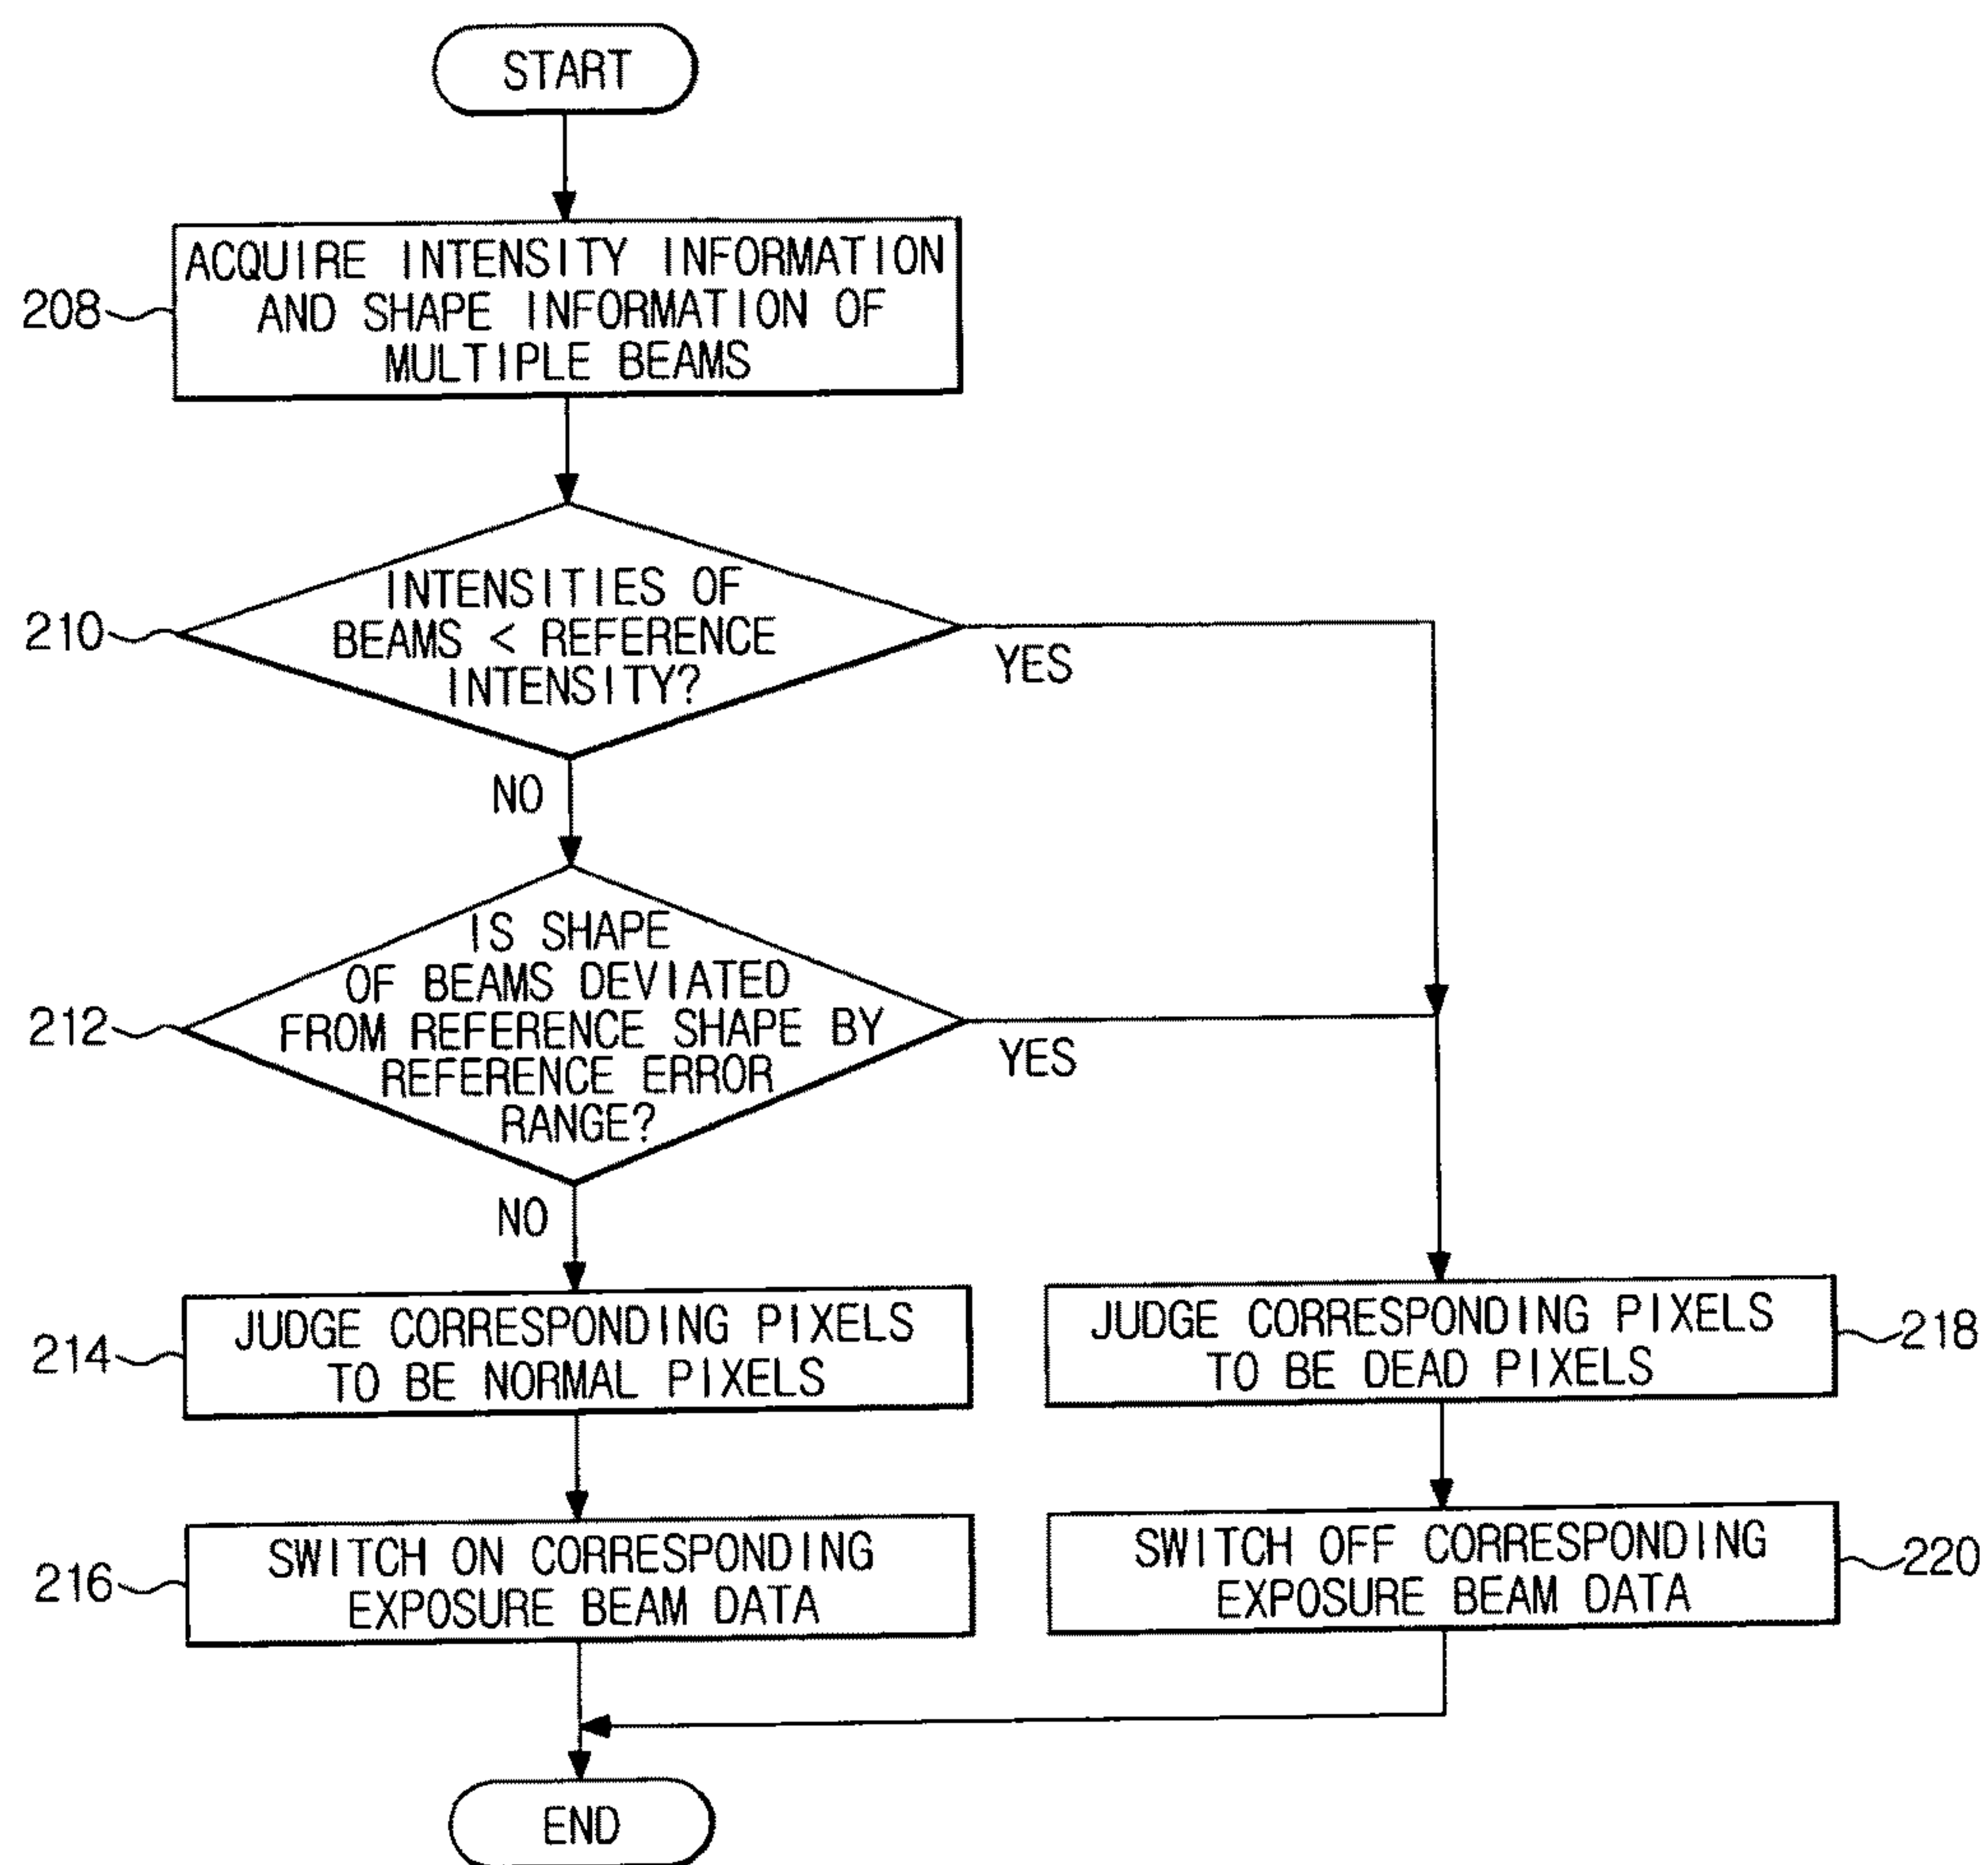 START
208
ACQUIRE INTENSITY INFORMATION
AND SHAPE INFORMATION OF
MULTIPLE BEAMS
210
INTENSITIES OF
BEAMS < REFERENCE
INTENSITY?
YES
NO
212
IS SHAPE
OF BEAMS DEVIATED
FROM REFERENCE SHAPE BY
REFERENCE ERROR
RANGE?
YES
NO
214
JUDGE CORRESPONDING PIXELS
TO BE NORMAL PIXELS
JUDGE CORRESPONDING PIXELS
TO BE DEAD PIXELS
218
216
SWITCH ON CORRESPONDING
EXPOSURE BEAM DATA
SWITCH OFF CORRESPONDING
EXPOSURE BEAM DATA
220
END